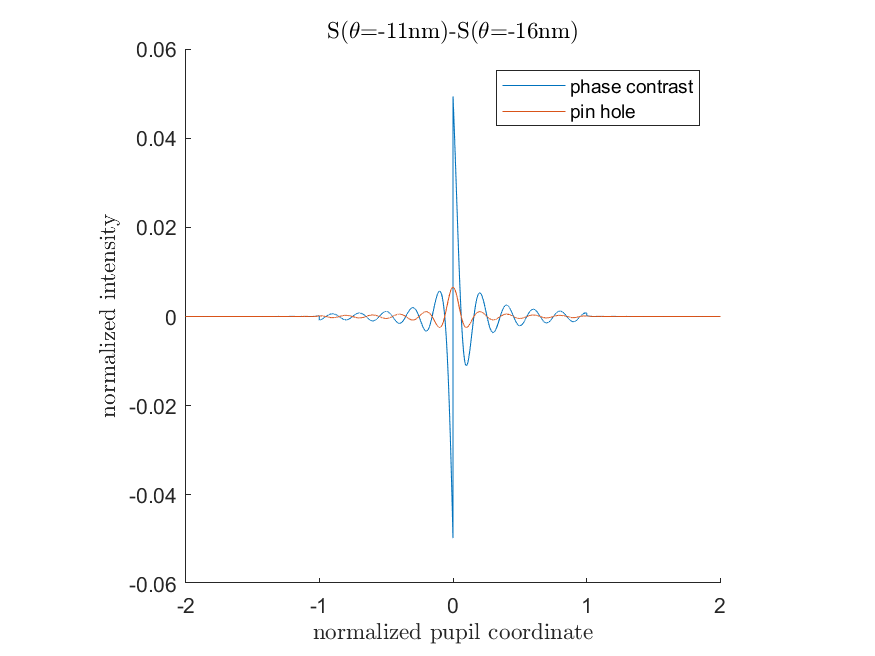 S(θ=-11nm)-S(θ=-16nm)
0.06
phase contrast
pin hole
0.04
0.02
0
-0.02
-0.04
-0.06
normalized intensity
-2
-1
0
1
2
normalized pupil coordinate